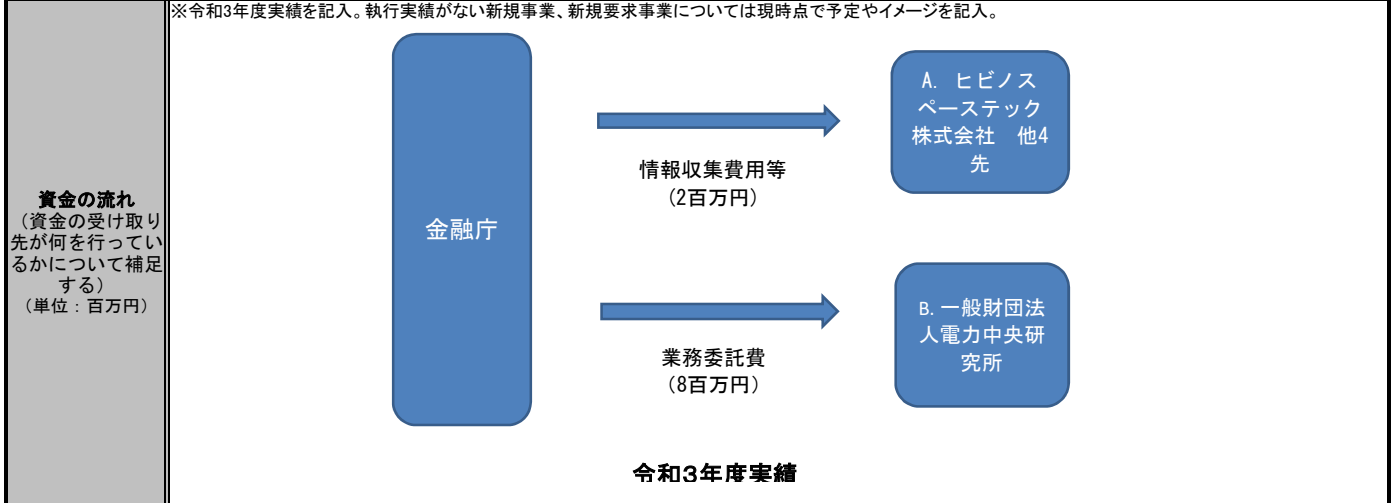 ※令和3年度実績を記入。執行実績がない新規事業、新規要求事業については現時点で予定やイメージを記入。
資金の流れ
（資金の受け取り
先が何を行ってい
るかについて補足
する）
（単位：百万円）
金融庁
情報収集費用等
（2百万円）
A. ヒビノス
ペーステック
株式会社　他4
先
業務委託費
（8百万円）
B.一般財団法
人電力中央研
究所
令和3年度実績